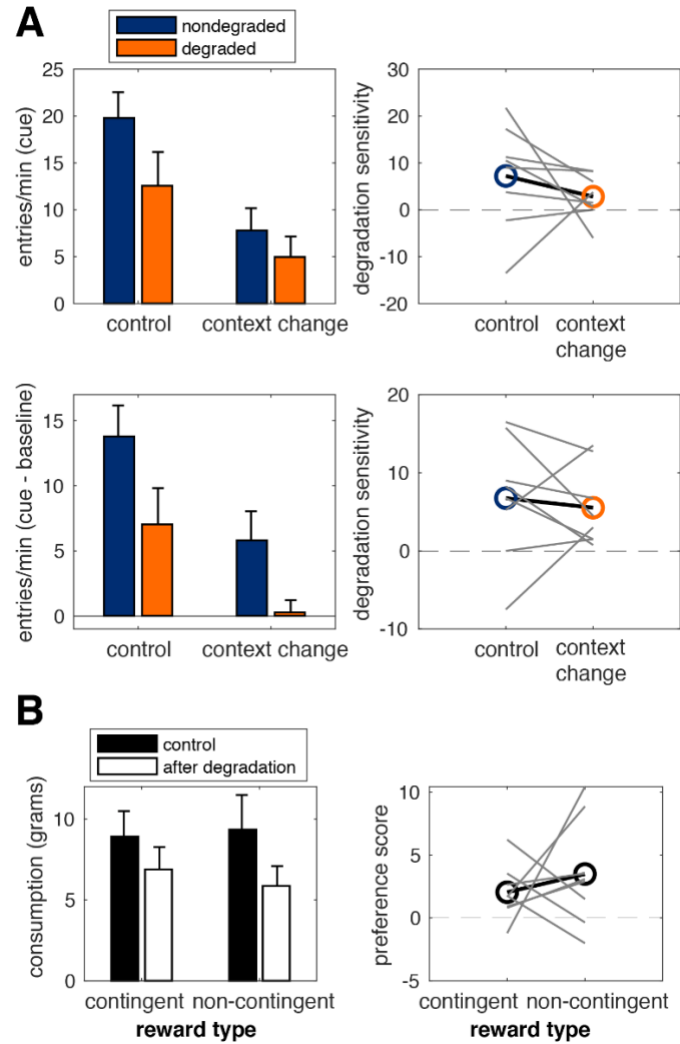 A
nondegraded
degraded
entries/min (cue)
20
15
10
5
0
control
context change
degradation sensitivity
30
20
10
0
-10
-20
control
context
change
entries/min (cue - baseline)
15
10
5
0
control
context change
degradation sensitivity
20
10
0
-10
control
context
change
B
control
after degradation
consumption (grams)
10
5
0
contingent
non-contingent
reward type
preference score
10
5
0
-5
contingent
non-contingent
reward type